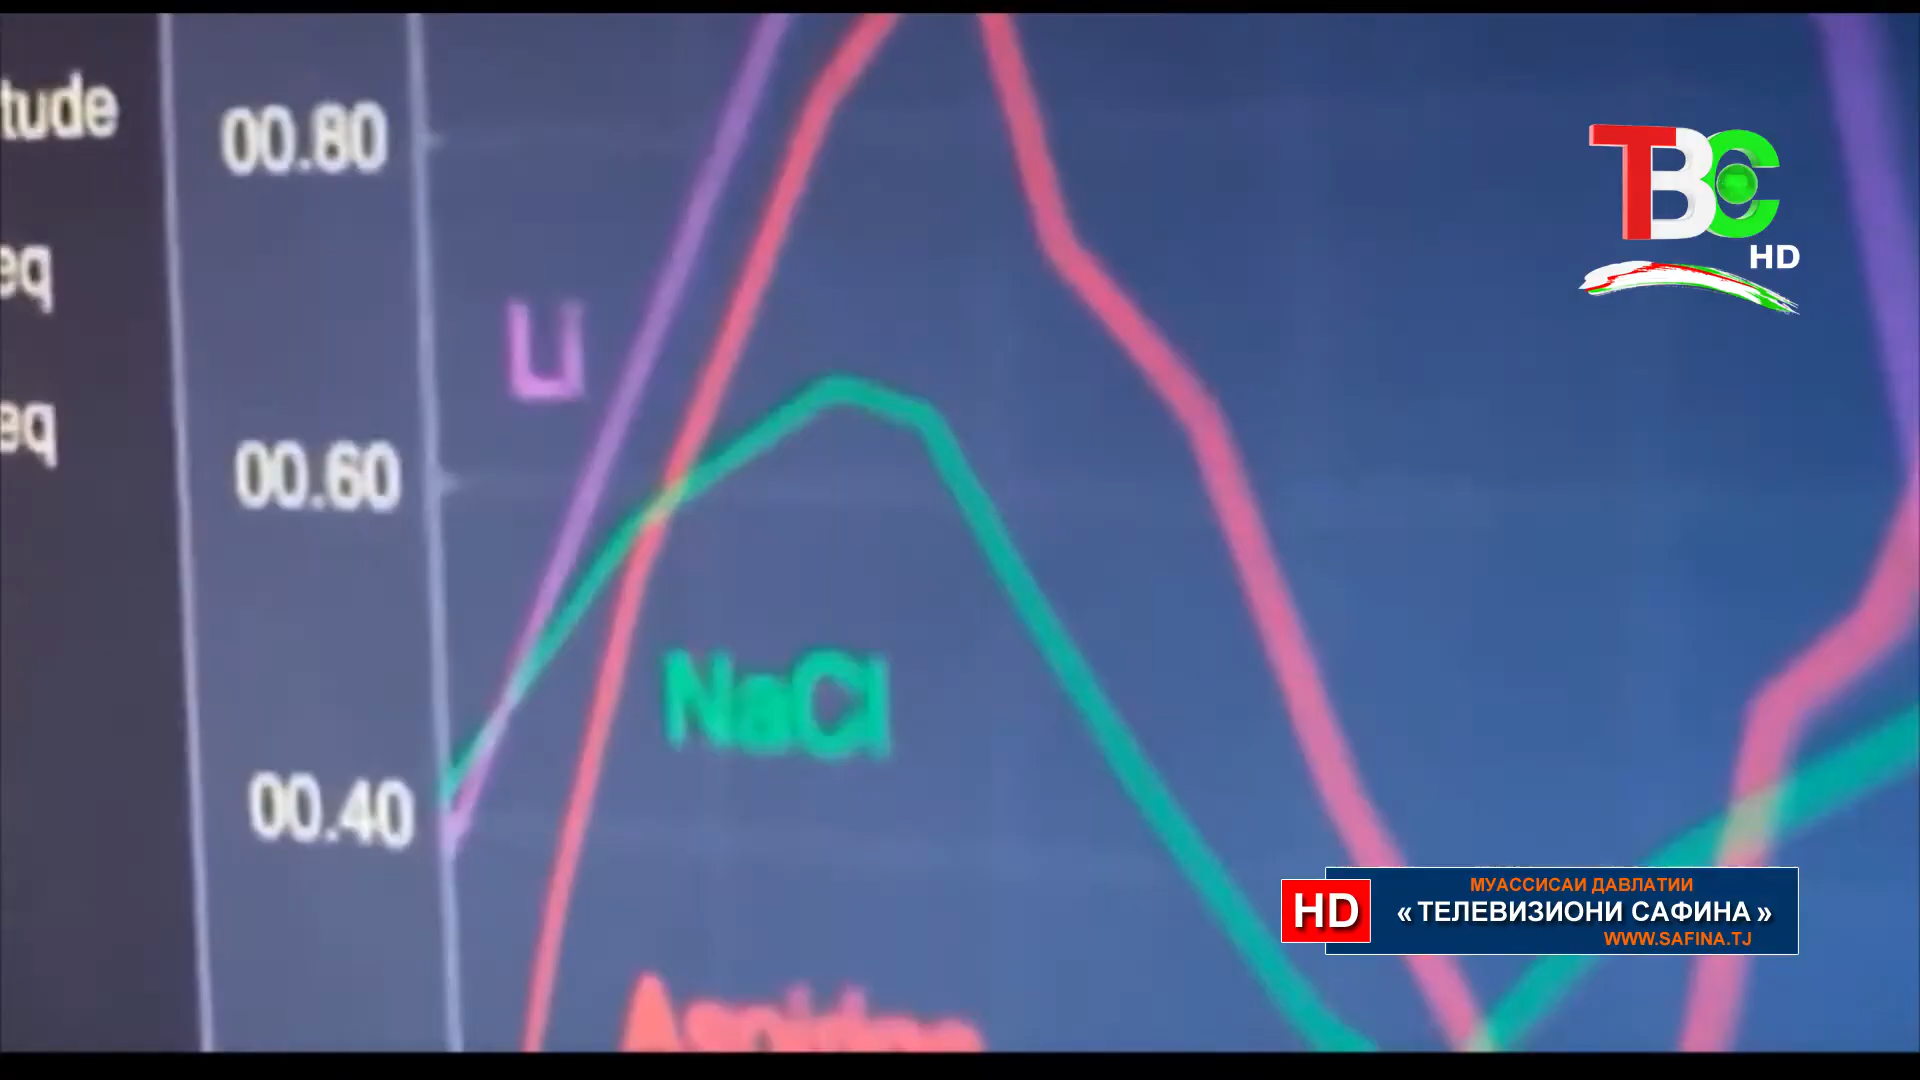 tude
00.80
eq
00.60
eq
00.40
Li
NaCl
ТВС
HD
HD
МУАССИСАИ ДАВЛАТИИ
« ТЕЛЕВИЗИОНИ САФИНА »
WWW.SAFINA.TJ